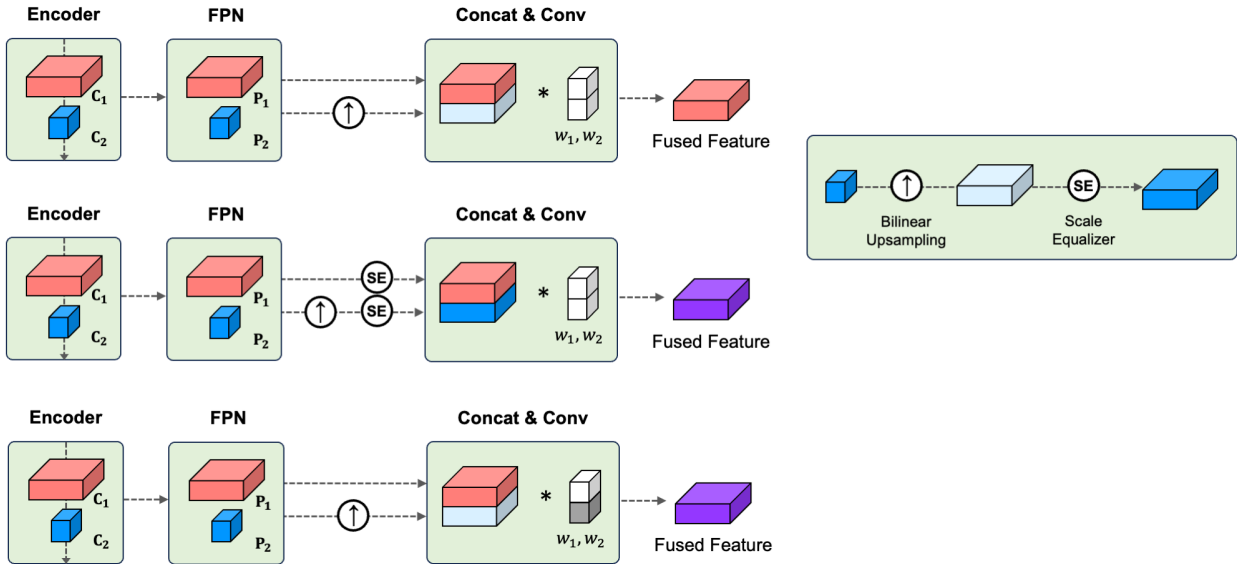 Encoder
FPN
Concat & Conv
C₁
C₂
P₁
P₂
↑
*
w₁, w₂
Fused Feature
↑
SE
Bilinear
Upsampling
Scale
Equalizer
Encoder
FPN
Concat & Conv
C₁
C₂
P₁
P₂
SE
↑
SE
*
w₁, w₂
Fused Feature
Encoder
FPN
Concat & Conv
C₁
C₂
P₁
P₂
↑
*
w₁, w₂
Fused Feature